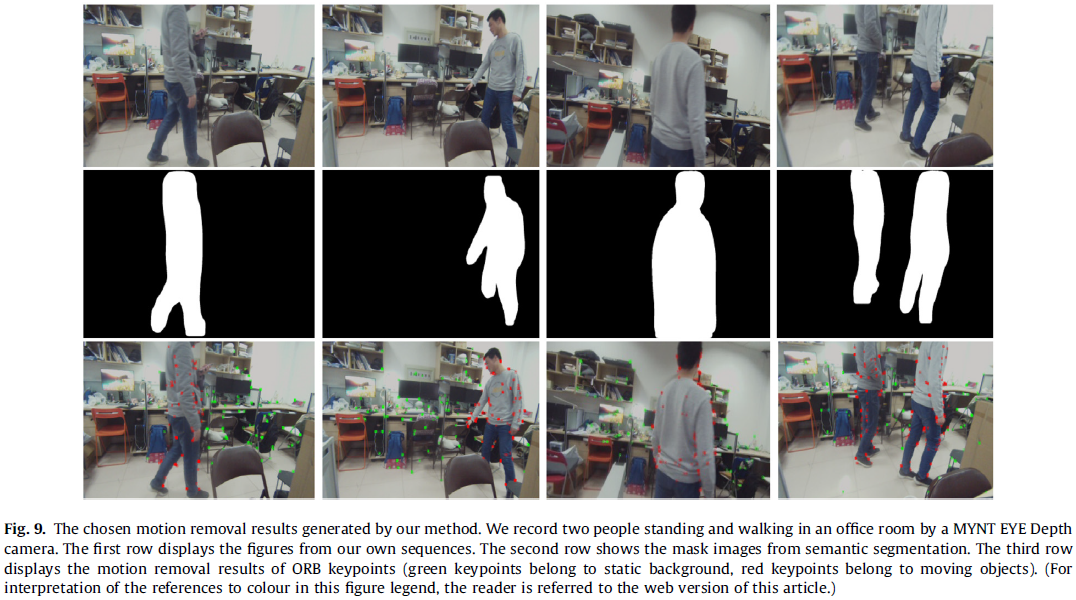 Fig. 9. The chosen motion removal results generated by our method. We record two people standing and walking in an office room by a MYNT EYE Depth
camera. The first row displays the figures from our own sequences. The second row shows the mask images from semantic segmentation. The third row
displays the motion removal results of ORB keypoints (green keypoints belong to static background, red keypoints belong to moving objects). (For
interpretation of the references to colour in this figure legend, the reader is referred to the web version of this article.)